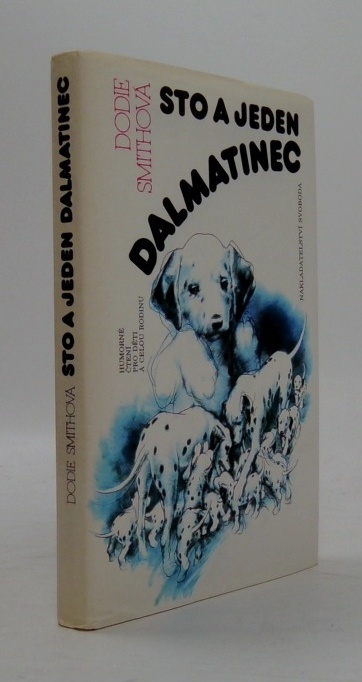 DODIE SMITHOVÁ STO A JEDEN DALMATINEC
DODIE
SMITHOVÁ
STO A JEDEN
DALMATINEC
HUMORNÉ
ČTENÍ
PRO DĚTI
A CELOU RODINU
NAKLADATELSTVÍ SVOBODA